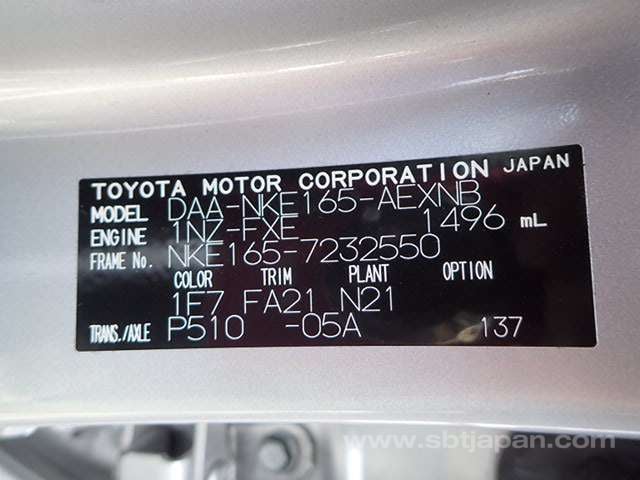 TOYOTA MOTOR CORPORATION JAPAN
MODEL DAA-NKE165-AEXNB
ENGINE 1NZ-FXE 1496 mL
FRAME No. NKE165-7232550
COLOR TRIM PLANT OPTION
1F7 FA21 N21
TRANS./AXLE P510 -05A 137
www.sbtjapan.com